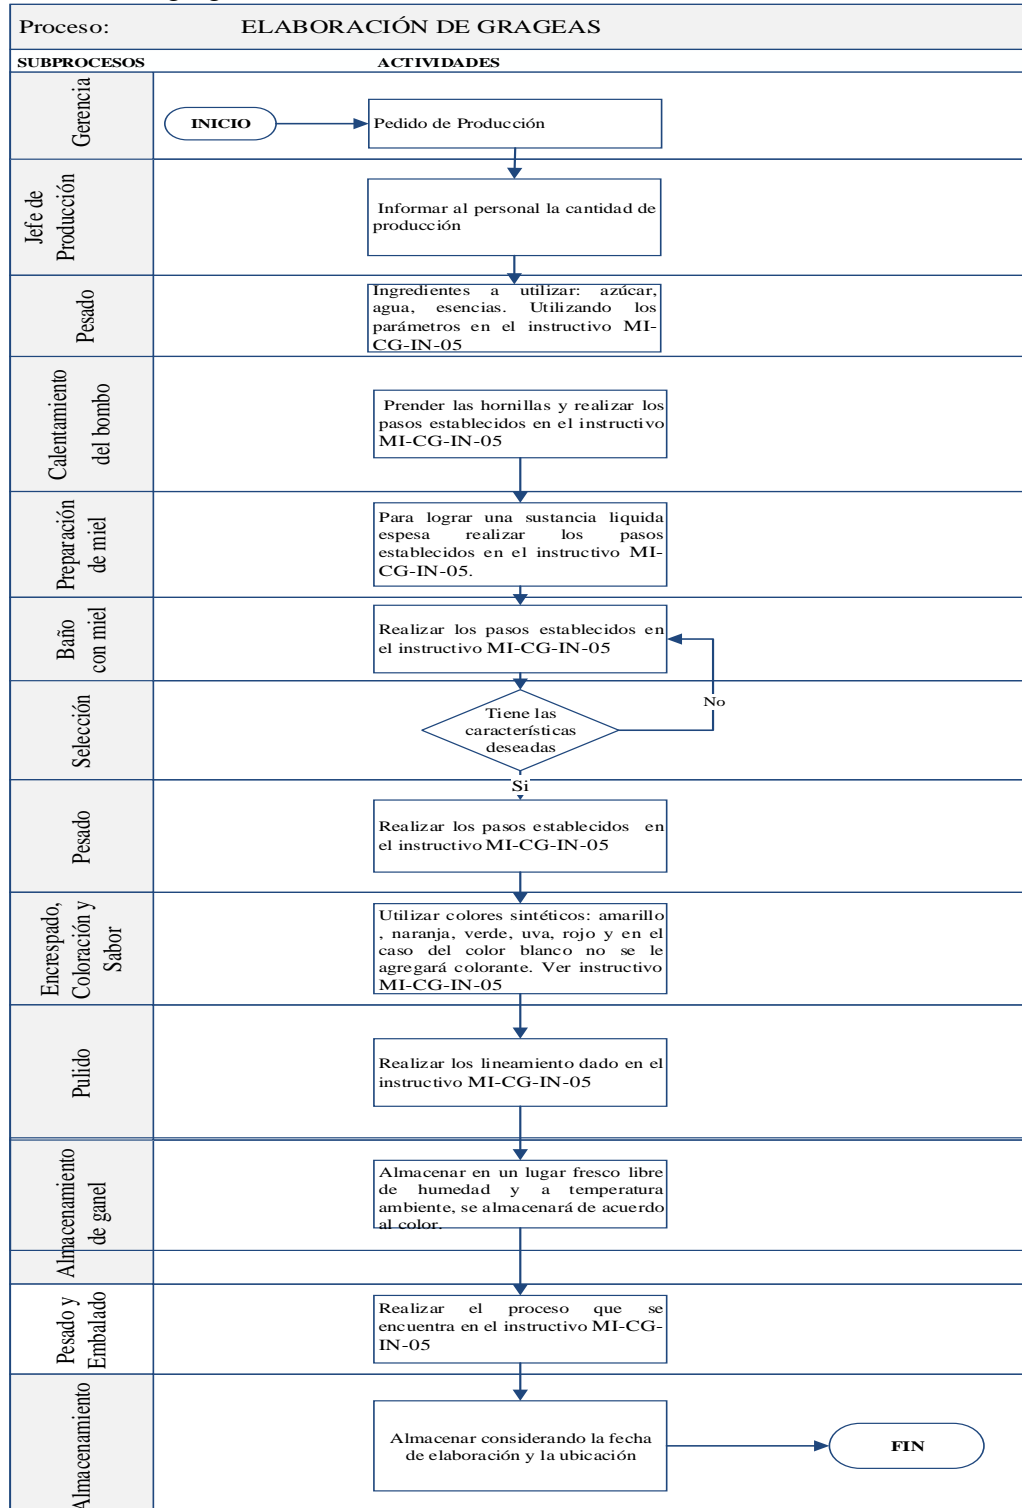 Proceso: ELABORACIÓN DE GRAGEAS
SUBPROCESOS ACTIVIDADES
Gerencia
INICIO
Pedido de Producción
Jefe de
Producción
Informar al personal la cantidad de
producción
Pesado
Ingredientes a utilizar: azúcar,
agua, esencias. Utilizando los
parámetros en el instructivo MI-
CG-IN-05
Calentamiento
del bombo
Prender las hornillas y realizar los
pasos establecidos en el instructivo
MI-CG-IN-05
Preparación
de miel
Para lograr una sustancia liquida
espesa realizar los pasos
establecidos en el instructivo MI-
CG-IN-05.
Baño
con miel
Realizar los pasos establecidos en
el instructivo MI-CG-IN-05
No
Selección
Tiene las
características
deseadas
Si
Pesado
Realizar los pasos establecidos en
el instructivo MI-CG-IN-05
Encrespado,
Coloración y
Sabor
Utilizar colores sintéticos: amarillo
, naranja, verde, uva, rojo y en el
caso del color blanco no se le
agregará colorante. Ver instructivo
MI-CG-IN-05
Pulido
Realizar los lineamiento dado en el
instructivo MI-CG-IN-05
Almacenamiento
de ganel
Almacenar en un lugar fresco libre
de humedad y a temperatura
ambiente, se almacenará de acuerdo
al color.
Pesado y
Embalado
Realizar el proceso que se
encuentra en el instructivo MI-CG-
IN-05
Almacenamiento
Almacenar considerando la fecha
de elaboración y la ubicación
FIN